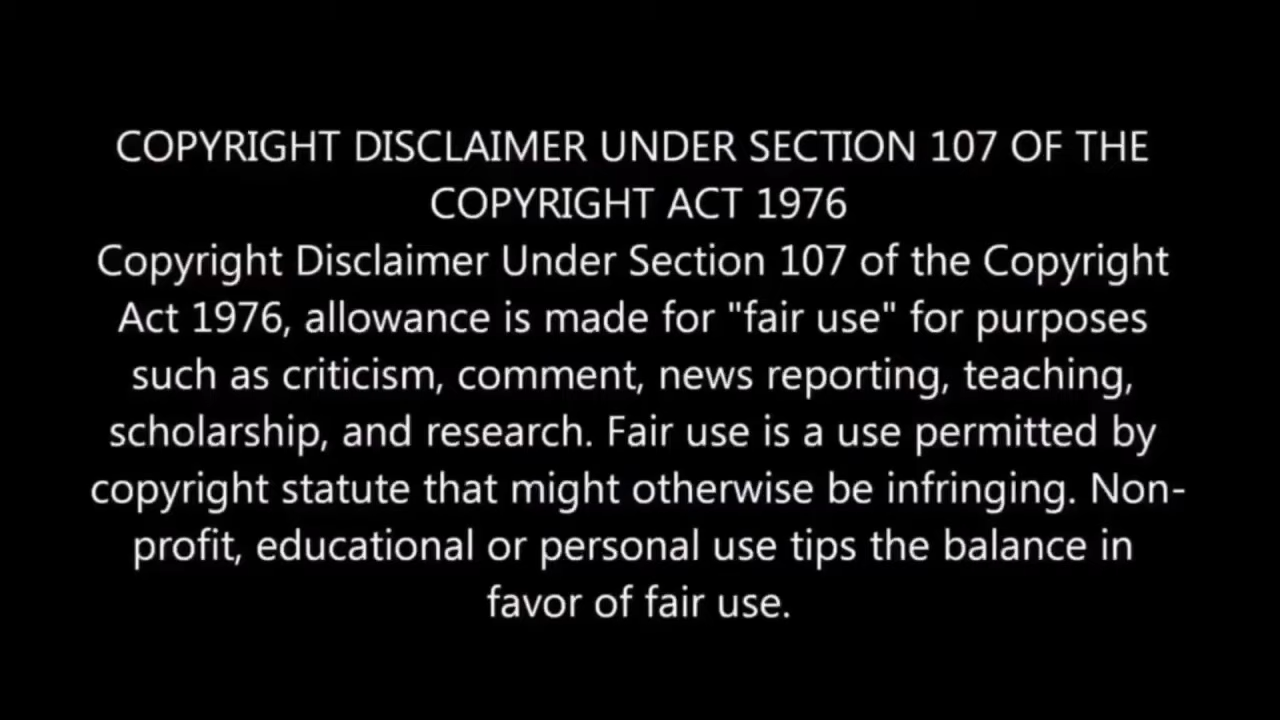 COPYRIGHT DISCLAIMER UNDER SECTION 107 OF THE
COPYRIGHT ACT 1976
Copyright Disclaimer Under Section 107 of the Copyright
Act 1976, allowance is made for "fair use" for purposes
such as criticism, comment, news reporting, teaching,
scholarship, and research. Fair use is a use permitted by
copyright statute that might otherwise be infringing. Non-
profit, educational or personal use tips the balance in
favor of fair use.